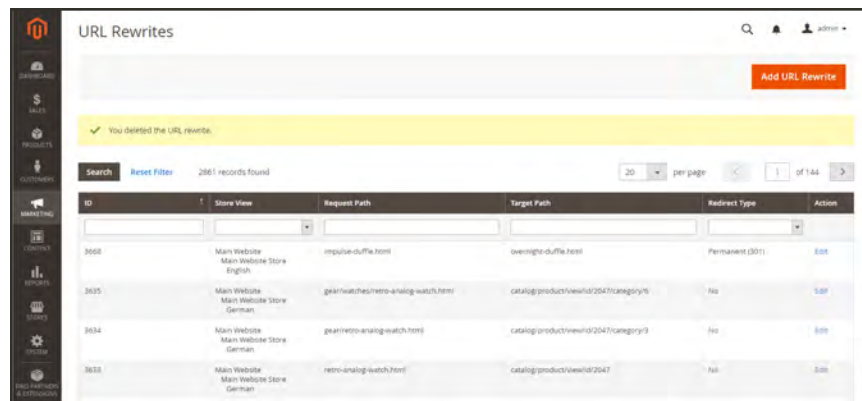 URL Rewrites
admin
DASHBOARD
Add URL Rewrite
$
SALES
You deleted the URL rewrite.
PRODUCTS
Search Reset Filter 2861 records found 20 per page 1 of 144
CUSTOMERS
ID ↑ Store View Request Path Target Path Redirect Type Action
MARKETING
CONTENT
3668 Main Website impulse-duffle.html overnight-duffle.html Permanent (301) Edit
Main Website Store
English
REPORTS
3635 Main Website gear/watches/retro-analog-watch.html catalog/product/view/id/2047/category/6 No Edit
Main Website Store
German
STORES
3634 Main Website gear/retro-analog-watch.html catalog/product/view/id/2047/category/3 No Edit
Main Website Store
German
SYSTEM
3633 Main Website retro-analog-watch.html catalog/product/view/id/2047 No Edit
Main Website Store
German
FIND PARTNERS
& EXTENSIONS